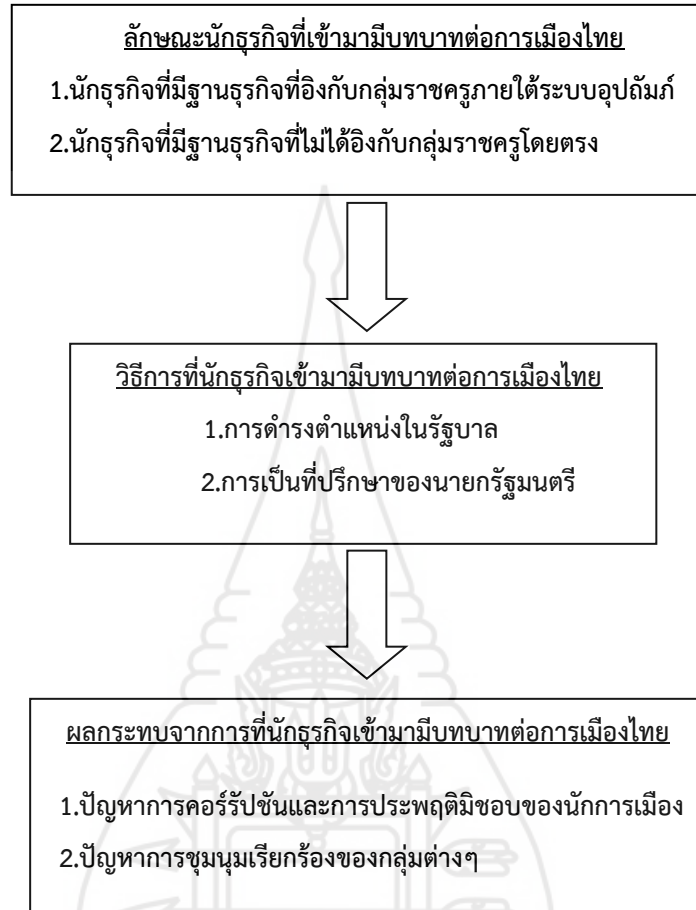 ลักษณะนักธุรกิจที่เข้ามามีบทบาทต่อการเมืองไทย
1.นักธุรกิจที่มีฐานธุรกิจที่อิงกับกลุ่มราชครูภายใต้ระบบอุปถัมภ์
2.นักธุรกิจที่มีฐานธุรกิจที่ไม่ได้อิงกับกลุ่มราชครูโดยตรง
วิธีการที่นักธุรกิจเข้ามามีบทบาทต่อการเมืองไทย
1.การดำรงตำแหน่งในรัฐบาล
2.การเป็นที่ปรึกษาของนายกรัฐมนตรี
ผลกระทบจากการที่นักธุรกิจเข้ามามีบทบาทต่อการเมืองไทย
1.ปัญหาการคอร์รัปชันและการประพฤติมิชอบของนักการเมือง
2.ปัญหาการชุมนุมเรียกร้องของกลุ่มต่างๆ